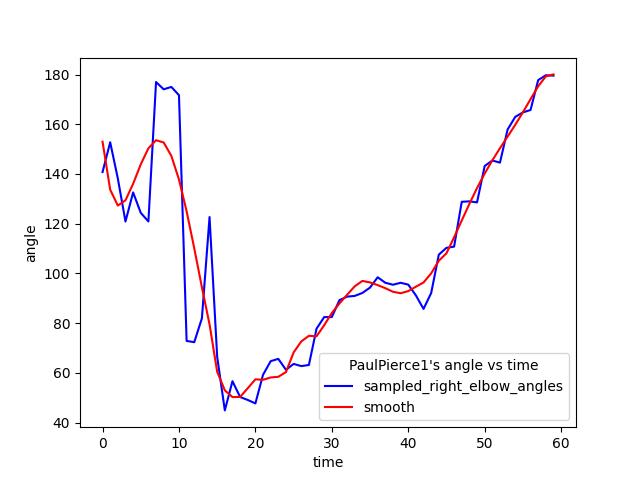 180
160
140
120
100
80
60
40
angle
PaulPierce1's angle vs time
sampled_right_elbow_angles
smooth
0 10 20 30 40 50 60
time